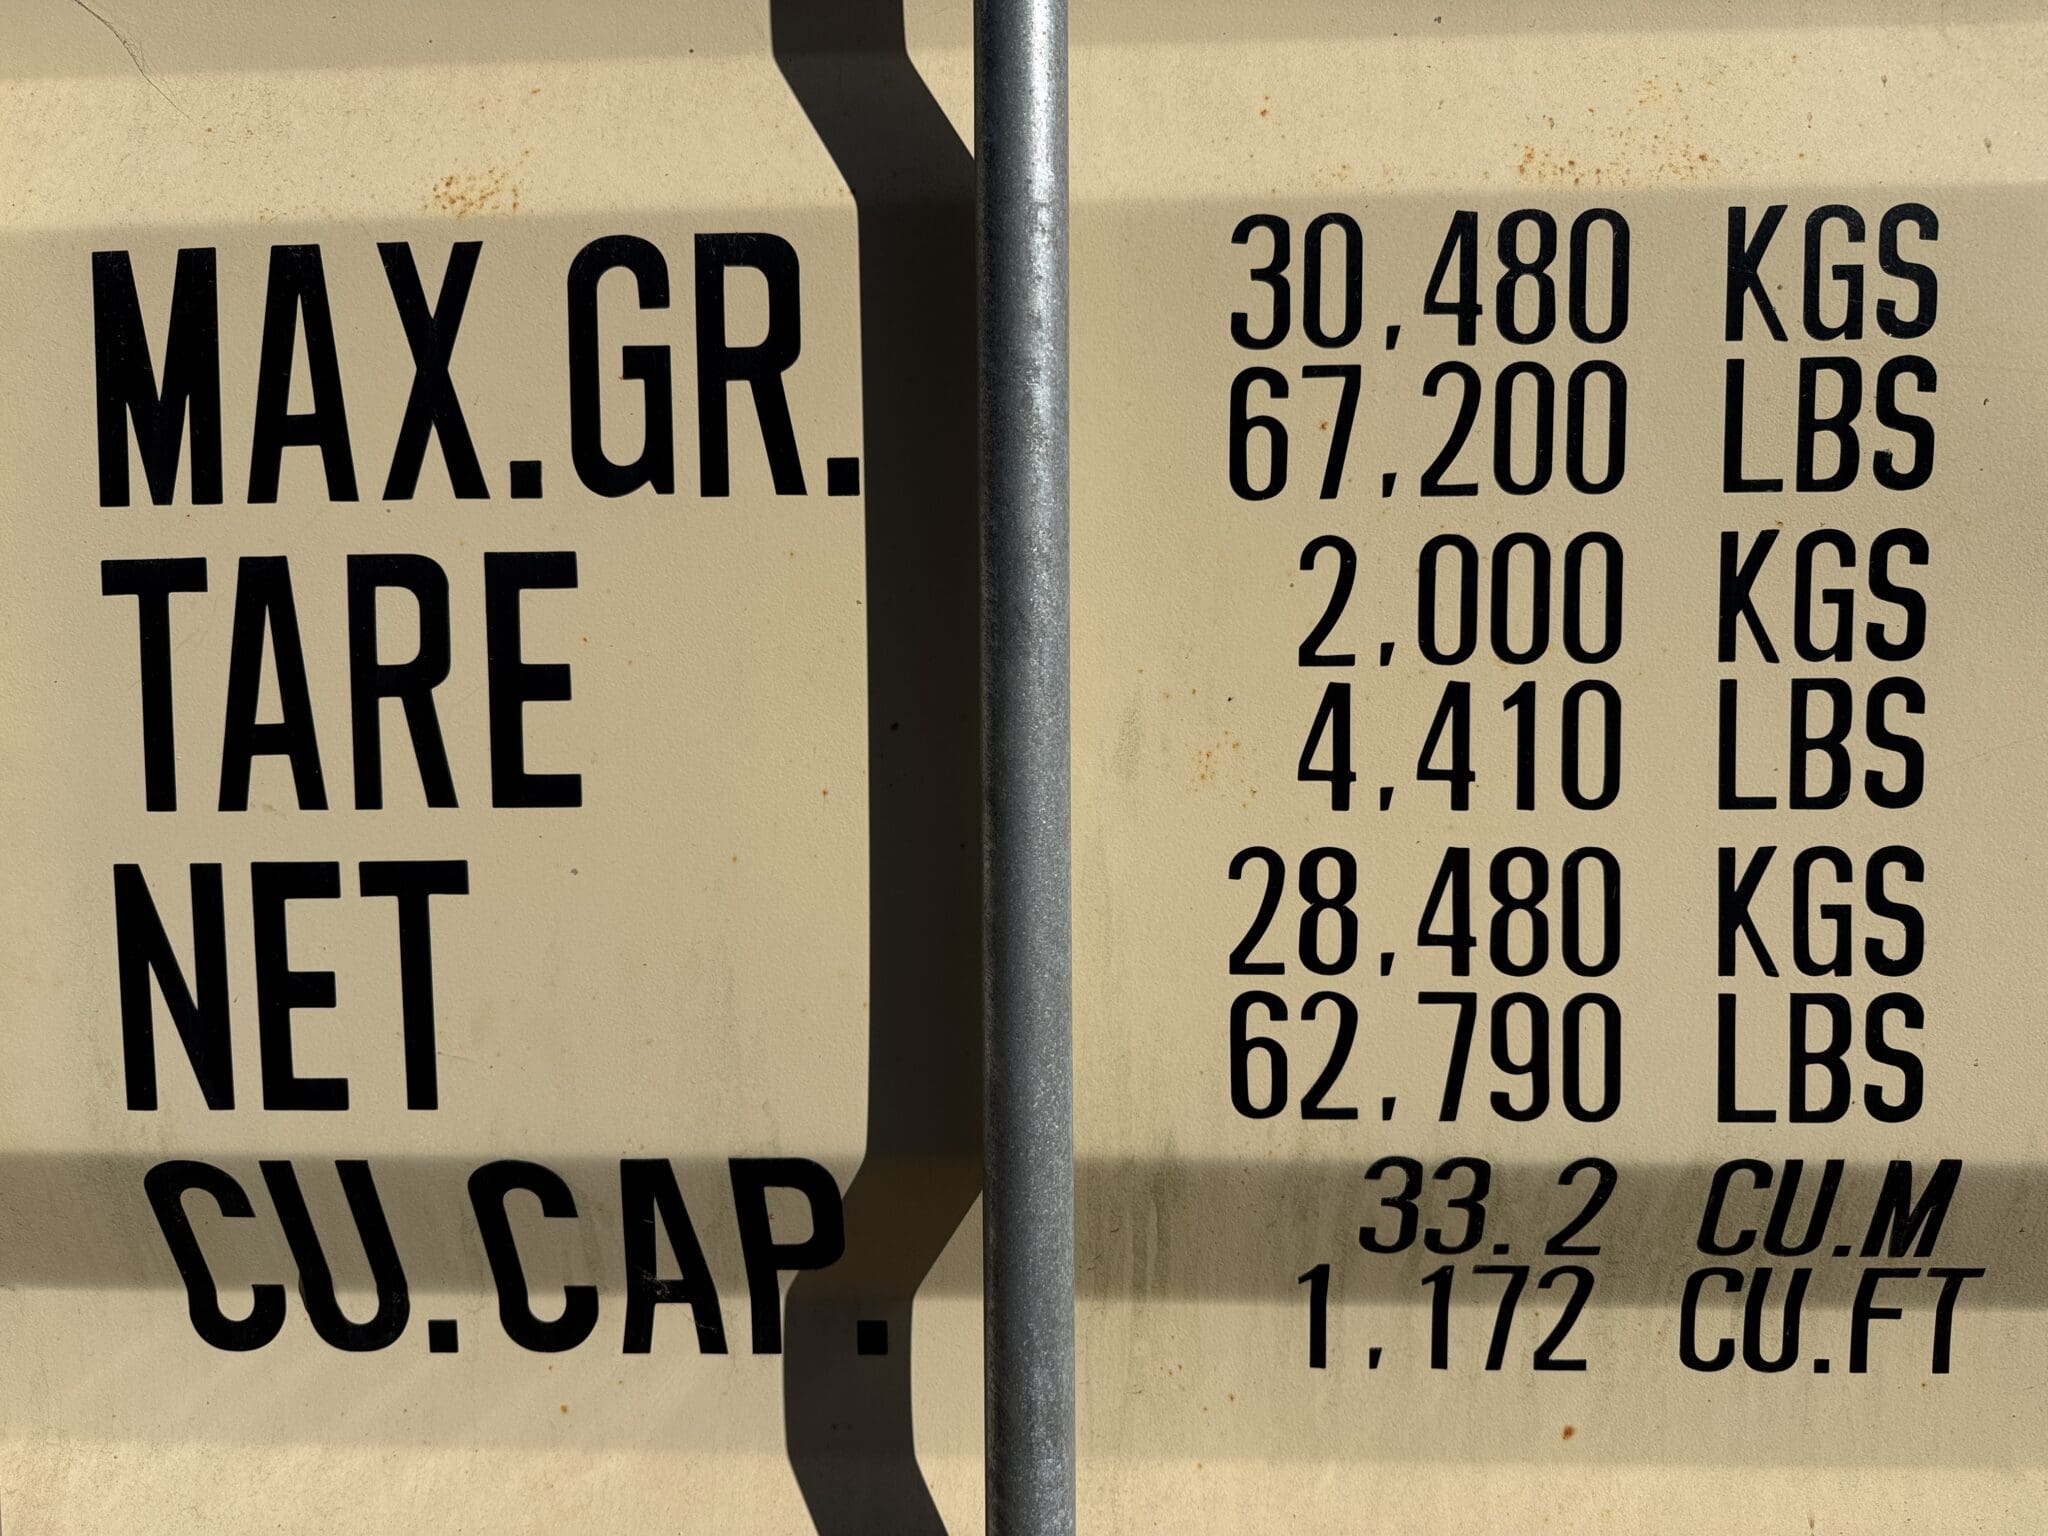 MAX.GR. 30,480 KGS
67,200 LBS
TARE 2,000 KGS
4,410 LBS
NET 28,480 KGS
62,790 LBS
CU.CAP. 33.2 CU.M
1,172 CU.FT